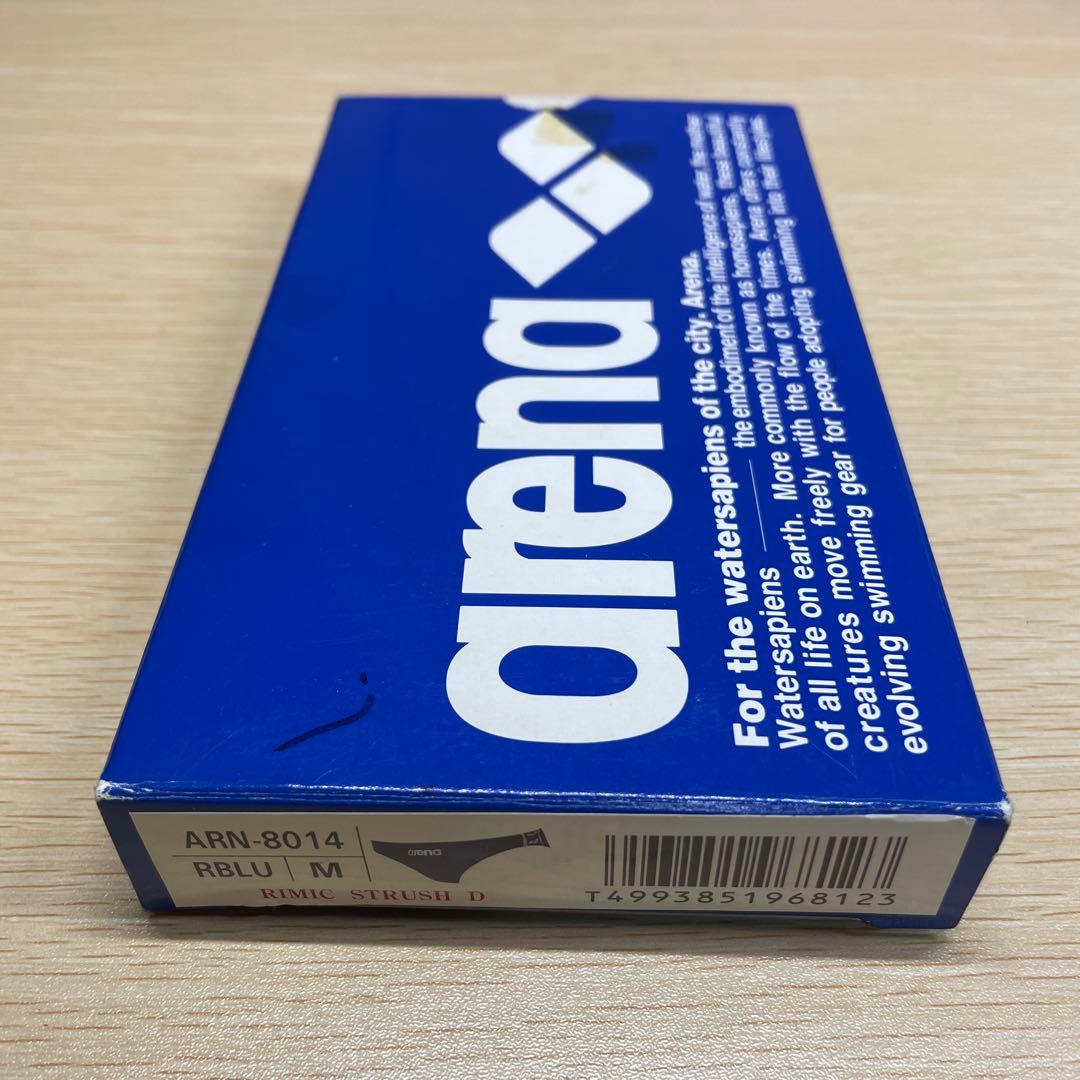 arena
For the watersapiens of the city. Arena.
Watersapiens — the embodiment of the intelligence of water, the mother
of all life on earth. More commonly known as homosapiens, these beautiful
creatures move freely with the flow of the times. Arena offers constantly
evolving swimming gear for people adopting swimming into their lifestyles.
ARN-8014
RBLU M
RIMIC STRUSH D
T4993851968123